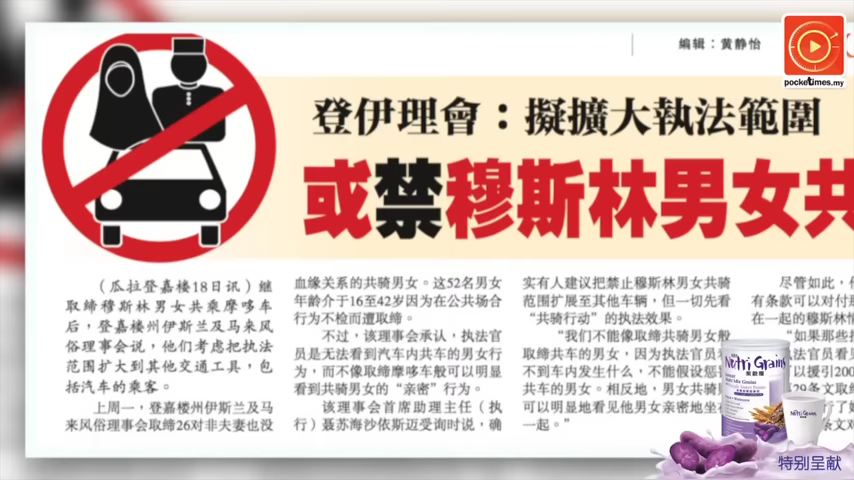 编辑：黄静怡
pocketimes.my
登伊理會：擬擴大執法範圍
或禁穆斯林男女共
（瓜拉登嘉楼18日讯）继
取缔穆斯林男女共乘摩哆车
后，登嘉楼州伊斯兰及马来风
俗理事会说，他们考虑把执法
范围扩大到其他交通工具，包
括汽车的乘客。
上周一，登嘉楼州伊斯兰及马
来风俗理事会取缔26对非夫妻也没
血缘关系的共骑男女。这52名男女
年龄介于16至42岁因为在公共场合
行为不检而遭取缔。
不过，该理事会承认，执法官
员是无法看到汽车内共车的男女行
为，而不像取缔摩哆车般可以明显
看到共骑男女的“亲密”行为。
该理事会首席助理主任（执
行）聂苏海沙依斯迈受询时说，确
实有人建议把禁止穆斯林男女共骑
范围扩展至其他车辆，但一切先看
“共骑行动”的执法效果。
“我们不能像取缔共骑男女般
取缔共车的男女，因为执法官员
不到车内发生什么，不能假设惩
共车的男女。相反地，男女共骑
可以明显地看见他男女亲密地坐
一起。”
尽管如此，
有条款可以对付
在一起的穆斯林
“如果那些
法官员看见
以援引200
29条文
了
条文对
Nutri Grains
Nutri Grains
特别呈献